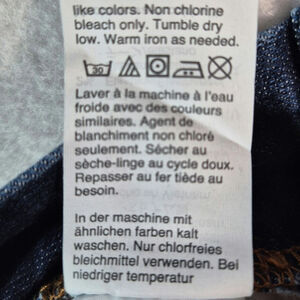 like colors. Non chlorine
bleach only. Tumble dry
low. Warm iron as needed.
30
Laver à la machine à l'eau
froide avec des couleurs
similaires. Agent de
blanchiment non chloré
seulement. Sécher au
sèche-linge au cycle doux.
Repasser au fer tiède au
besoin.
In der maschine mit
ähnlichen farben kalt
waschen. Nur chlorfreies
bleichmittel verwenden. Bei
niedriger temperatur